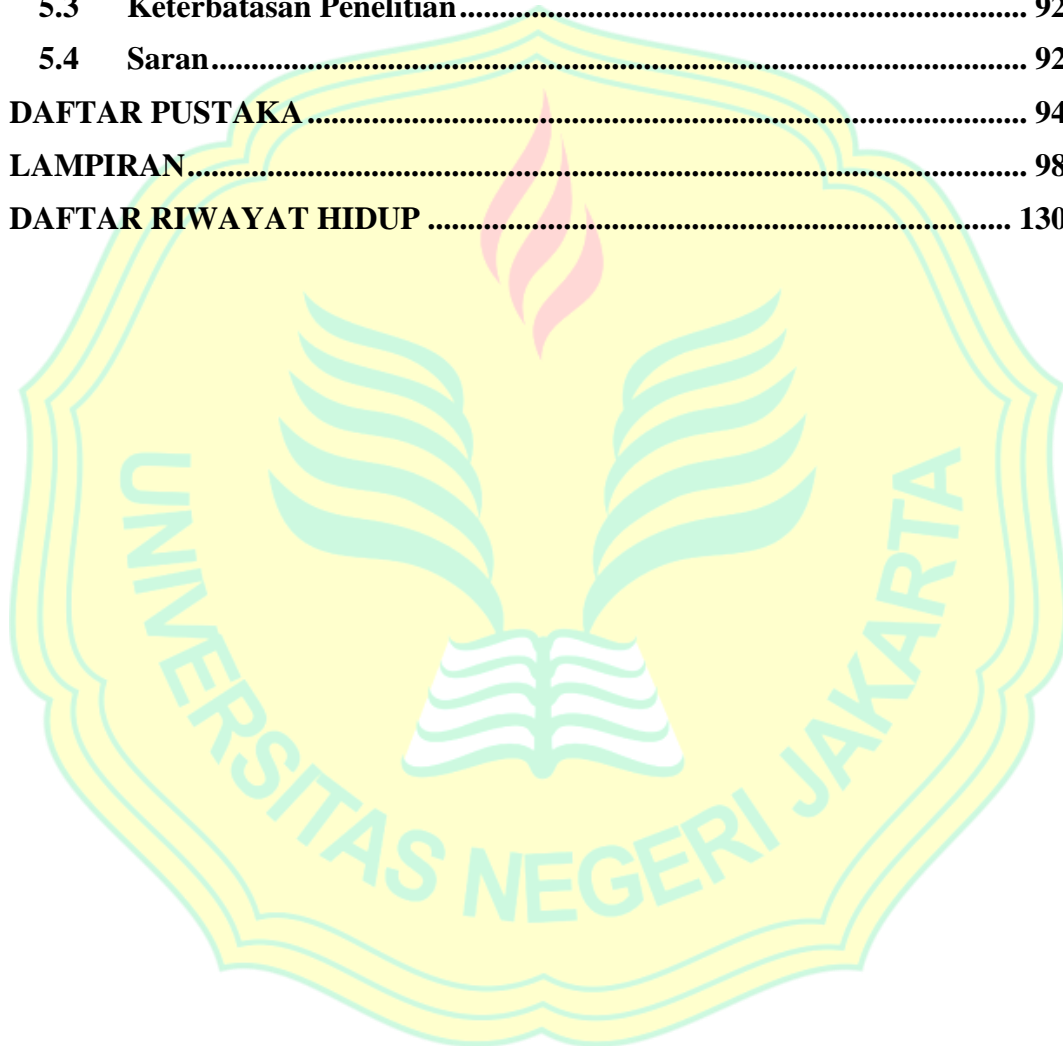 5.3 Keterbatasan Penelitian........................................................................ 92
5.4 Saran....................................................................................................... 92
DAFTAR PUSTAKA........................................................................................... 94
LAMPIRAN.......................................................................................................... 98
DAFTAR RIWAYAT HIDUP .......................................................................... 130
UNIVERSITAS NEGERI JAKARTA